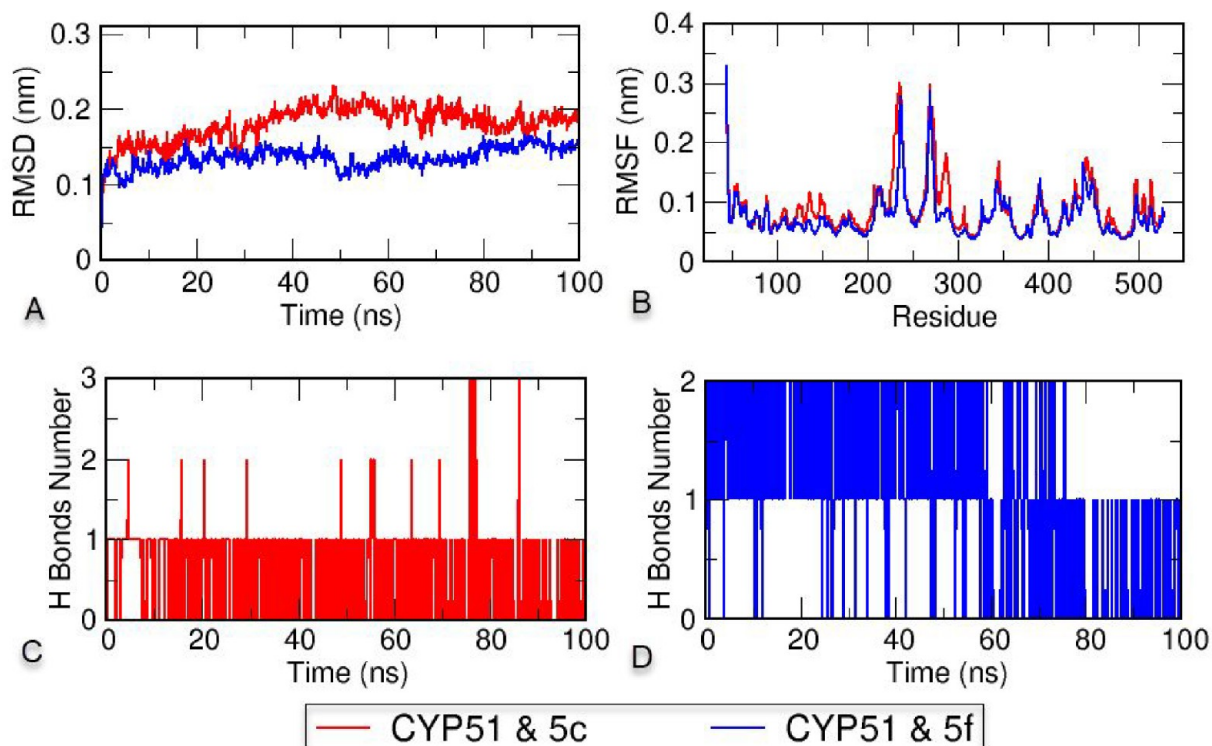 0.3
0.2
0.1
0
RMSD (nm)
0 20 40 60 80 100
Time (ns)
A
0.4
0.3
0.2
0.1
0
RMSF (nm)
100 200 300 400 500
Residue
B
3
2
1
0
H Bonds Number
0 20 40 60 80 100
Time (ns)
C
2
1
0
H Bonds Number
0 20 40 60 80 100
Time (ns)
D
CYP51 & 5c CYP51 & 5f